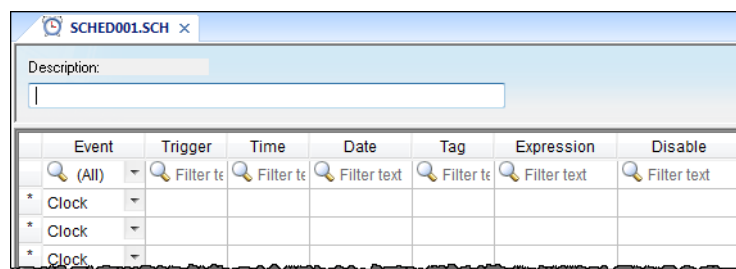 SCHED001.SCH ×
Description:
Event Trigger Time Date Tag Expression Disable
(All) Filter te Filter te Filter text Filter te Filter text Filter text
* Clock
* Clock
* Clock